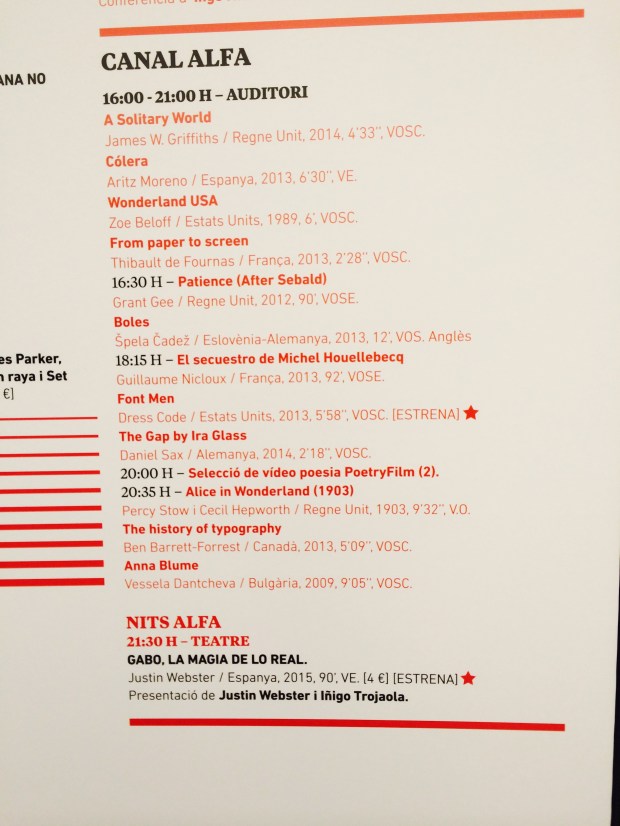 Conferència d'
ANA NO
CANAL ALFA
16:00 - 21:00 H – AUDITORI
A Solitary World
James W. Griffiths / Regne Unit, 2014, 4’33’’, VOSC.
Cólera
Aritz Moreno / Espanya, 2013, 6’30’’, VE.
Wonderland USA
Zoe Beloff / Estats Units, 1989, 6’, VOSC.
From paper to screen
Thibault de Fournas / França, 2013, 2’28’’, VOSC.
16:30 H – Patience (After Sebald)
Grant Gee / Regne Unit, 2012, 90’, VOSE.
Boles
Špela Čadež / Eslovènia-Alemanya, 2013, 12’, VOS. Anglès
18:15 H – El secuestro de Michel Houellebecq
Guillaume Nicloux / França, 2013, 92’, VOSE.
Font Men
Dress Code / Estats Units, 2013, 5’58’’, VOSC. [ESTRENA] ★
The Gap by Ira Glass
Daniel Sax / Alemanya, 2014, 2’18’’, VOSC.
20:00 H – Selecció de vídeo poesia PoetryFilm (2).
20:35 H – Alice in Wonderland (1903)
Percy Stow i Cecil Hepworth / Regne Unit, 1903, 9’32’’, V.O.
The history of typography
Ben Barrett-Forrest / Canadà, 2013, 5’09’’, VOSC.
Anna Blume
Vessela Dantcheva / Bulgària, 2009, 9’05’’, VOSC.
es Parker,
n raya i Set
€]
NITS ALFA
21:30 H – TEATRE
GABO, LA MAGIA DE LO REAL.
Justin Webster / Espanya, 2015, 90’, VE. [4 €] [ESTRENA] ★
Presentació de Justin Webster i Iñigo Trojaola.